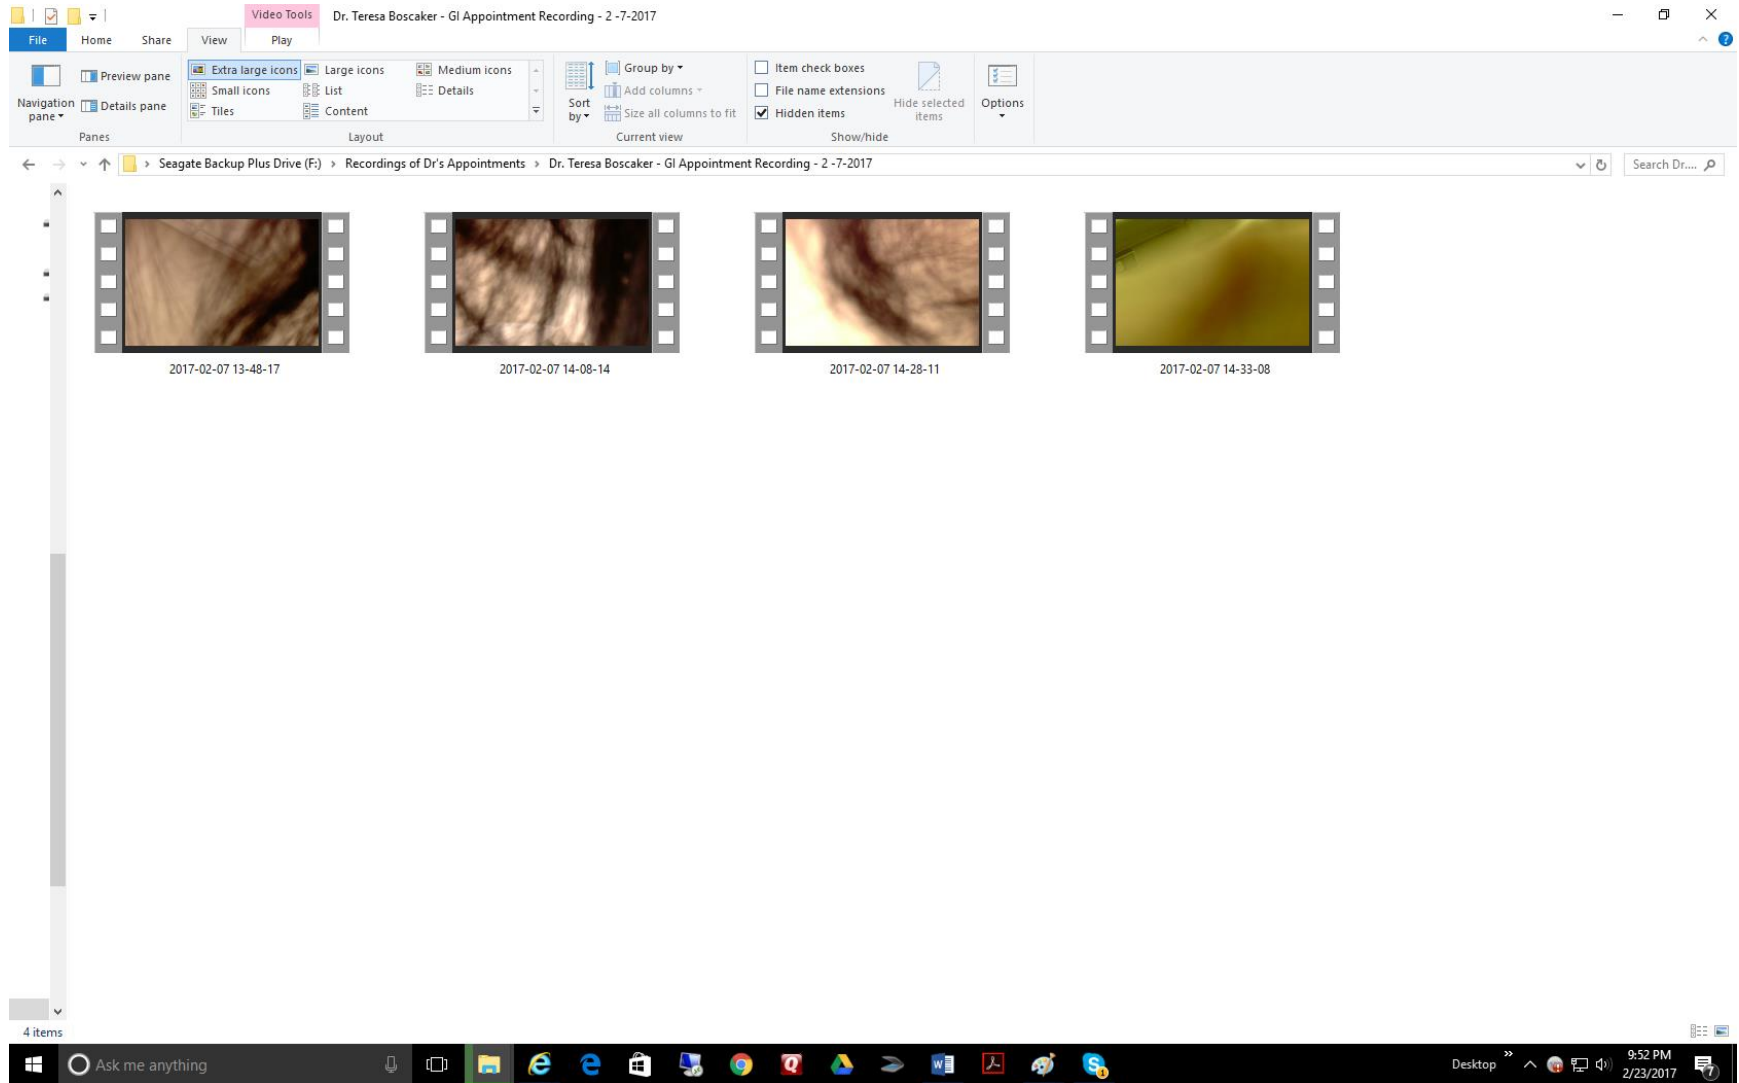 Video Tools Dr. Teresa Boscaker - GI Appointment Recording - 2 -7-2017
File Home Share View Play
Navigation pane
Preview pane
Details pane
Panes
Extra large icons Large icons Medium icons
Small icons List Details
Tiles Content
Layout
Sort by
Group by
Add columns
Size all columns to fit
Current view
Item check boxes
File name extensions
Hidden items
Hide selected items
Show/hide
Options
Seagate Backup Plus Drive (F:) > Recordings of Dr's Appointments > Dr. Teresa Boscaker - GI Appointment Recording - 2 -7-2017
Search Dr....
2017-02-07 13-48-17
2017-02-07 14-08-14
2017-02-07 14-28-11
2017-02-07 14-33-08
4 items
Ask me anything
Desktop
9:52 PM
2/23/2017